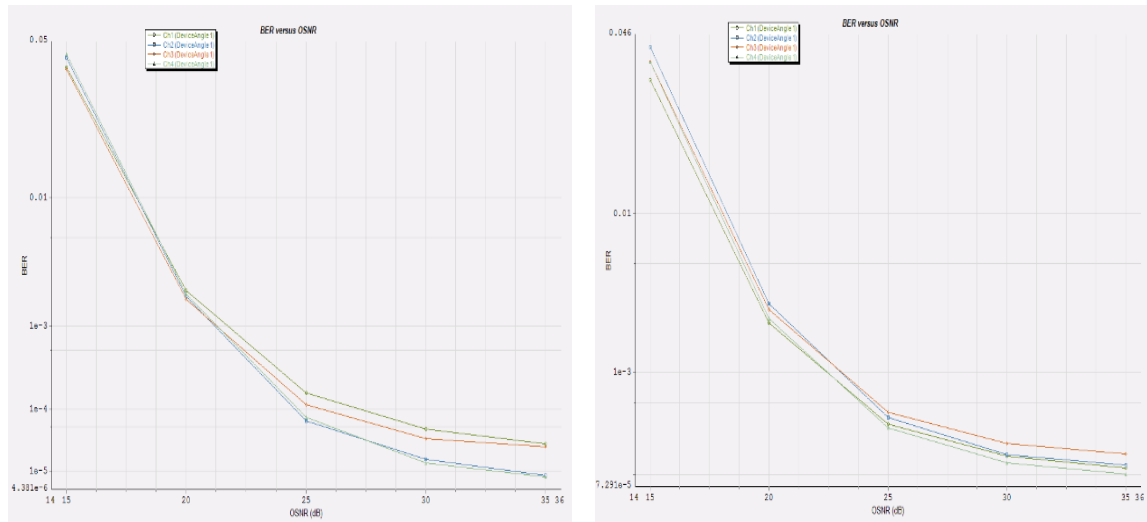 BER versus OSNR
Ch1 (DeviceAngle 1)
Ch2 (DeviceAngle 1)
Ch3 (DeviceAngle 1)
Ch4 (DeviceAngle 1)
0.05
0.01
1e-3
1e-4
1e-5
4.381e-6
BER
14 15 20 25 30 35 36
OSNR (dB)
BER versus OSNR
Ch1 (DeviceAngle 1)
Ch2 (DeviceAngle 1)
Ch3 (DeviceAngle 1)
Ch4 (DeviceAngle 1)
0.046
0.01
1e-3
7.231e-5
BER
14 15 20 25 30 35 36
OSNR (dB)